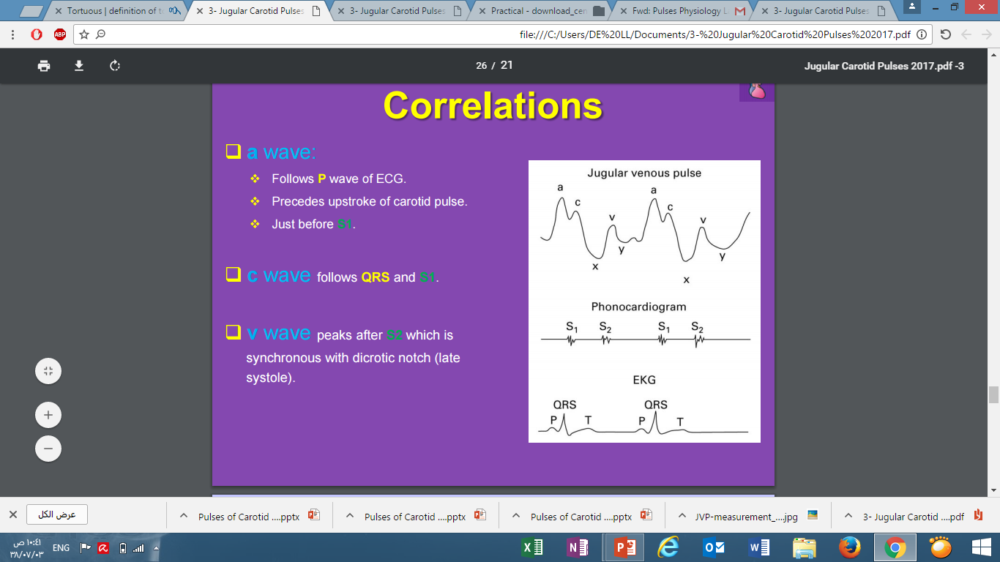 Tortuous | definition of t
3- Jugular Carotid Pulses
3- Jugular Carotid Pulses
Practical - download_cen
Fwd: Pulses Physiology L
3- Jugular Carotid Pulses
ABP
file:///C:/Users/DE%20LL/Documents/3-%20Jugular%20Carotid%20Pulses%202017.pdf
26 / 21
Jugular Carotid Pulses 2017.pdf -3
Correlations
a wave:
Follows P wave of ECG.
Precedes upstroke of carotid pulse.
Just before S1.
c wave follows QRS and S1.
v wave peaks after S2 which is
synchronous with dicrotic notch (late
systole).
Jugular venous pulse
a
c
v
y
x
a
c
v
y
x
Phonocardiogram
S1 S2 S1 S2
EKG
QRS QRS
P T P T
عرض الكل
Pulses of Carotid ....pptx
Pulses of Carotid ....pptx
Pulses of Carotid ....pptx
JVP-measurement_....jpg
3- Jugular Carotid ....pdf
١٠:٤١ ص
٣٨/٠٧/٠٣
ENG